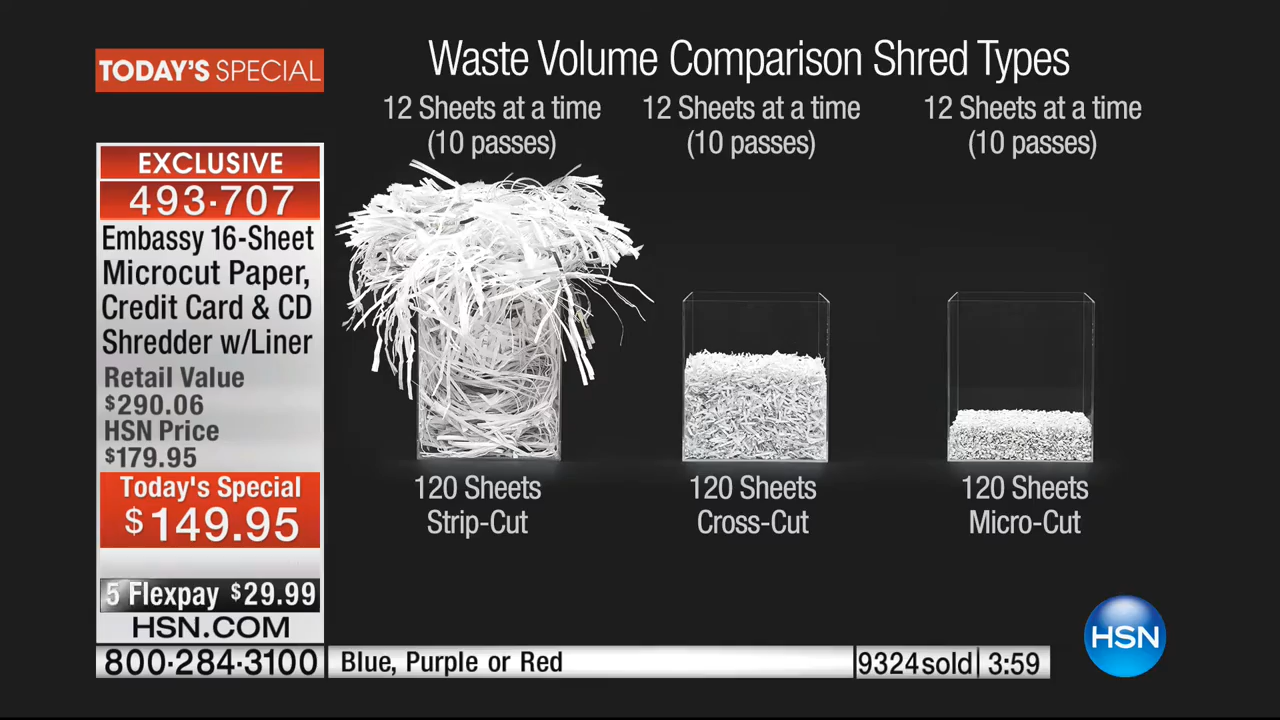 TODAY'S SPECIAL
EXCLUSIVE
493·707
Embassy 16-Sheet
Microcut Paper,
Credit Card & CD
Shredder w/Liner
Retail Value
$290.06
HSN Price
$179.95
Today's Special
$149.95
5 Flexpay $29.99
HSN.COM
800·284·3100
Waste Volume Comparison Shred Types
12 Sheets at a time
(10 passes)
12 Sheets at a time
(10 passes)
12 Sheets at a time
(10 passes)
120 Sheets
Strip-Cut
120 Sheets
Cross-Cut
120 Sheets
Micro-Cut
HSN
Blue, Purple or Red
9324sold
3:59